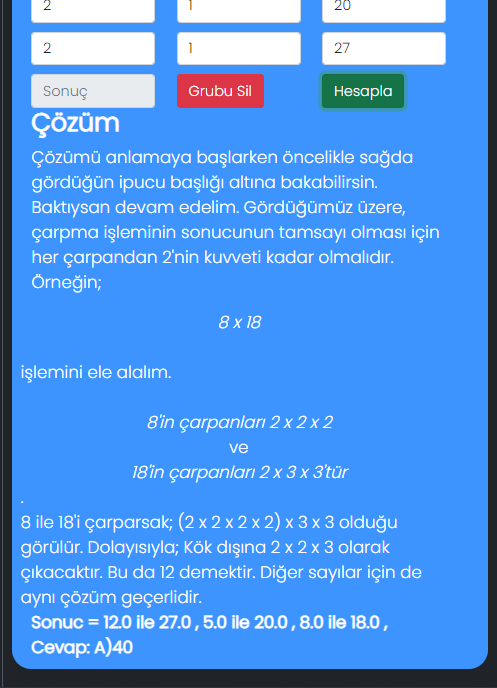 2 1 20
2 1 27
Sonuç Grubu Sil Hesapla
Çözüm
Çözümü anlamaya başlarken öncelikle sağda
gördüğün ipucu başlığı altına bakabilirsin.
Baktıysan devam edelim. Gördüğümüz üzere,
çarpma işleminin sonucunun tamsayı olması için
her çarpandan 2'nin kuvveti kadar olmalıdır.
Örneğin;
8 x 18
işlemini ele alalım.
8'in çarpanları 2 x 2 x 2
ve
18'in çarpanları 2 x 3 x 3'tür
.
8 ile 18'i çarparsak; (2 x 2 x 2 x 2) x 3 x 3 olduğu
görülür. Dolayısıyla; Kök dışına 2 x 2 x 3 olarak
çıkacaktır. Bu da 12 demektir. Diğer sayılar için de
aynı çözüm geçerlidir.
Sonuc = 12.0 ile 27.0 , 5.0 ile 20.0 , 8.0 ile 18.0 ,
Cevap: A)40